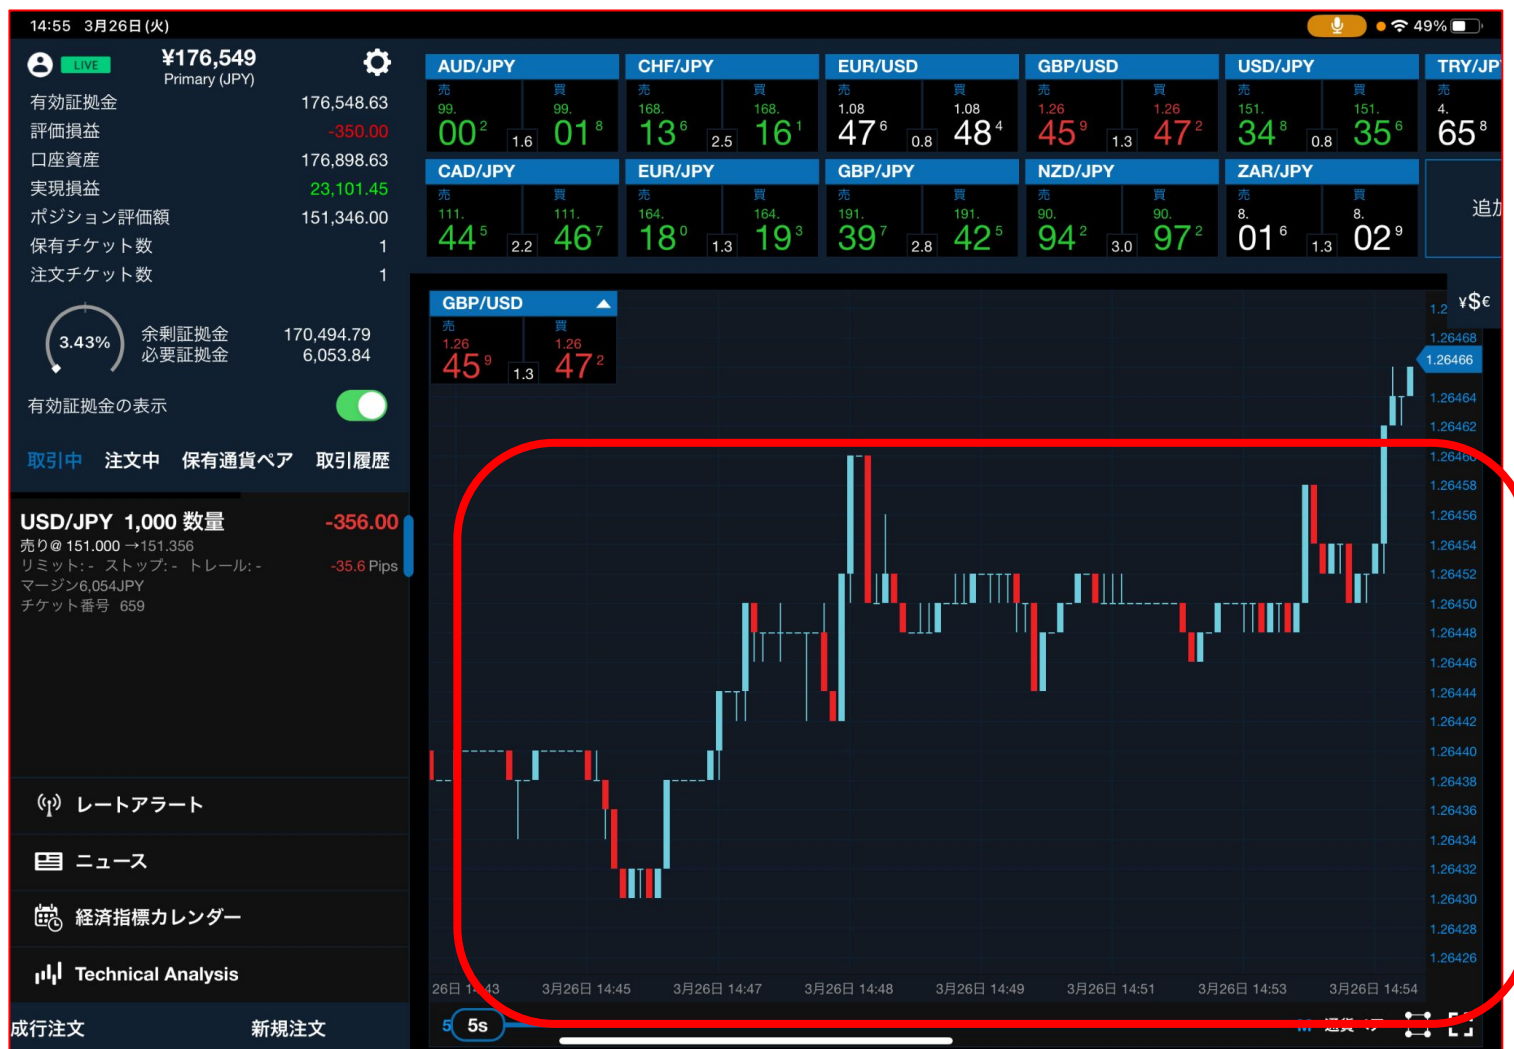 14:55 3月26日(火)
49%
LIVE
¥176,549
Primary (JPY)
有効証拠金 176,548.63
評価損益 -350.00
口座資産 176,898.63
実現損益 23,101.45
ポジション評価額 151,346.00
保有チケット数 1
注文チケット数 1
3.43%
余剰証拠金 170,494.79
必要証拠金 6,053.84
有効証拠金の表示
取引中 注文中 保有通貨ペア 取引履歴
USD/JPY 1,000 数量 -356.00
売り@ 151.000 →151.356
リミット: - ストップ: - トレール: - -35.6 Pips
マージン6,054JPY
チケット番号 659
レートアラート
ニュース
経済指標カレンダー
Technical Analysis
成行注文 新規注文
AUD/JPY CHF/JPY EUR/USD GBP/USD USD/JPY TRY/JP
売 買 売 買 売 買 売 買 売 買 売
99. 99. 168. 168. 1.08 1.08 1.26 1.26 151. 151. 4.
00 2 1.6 01 8 13 6 2.5 16 1 47 6 0.8 48 4 45 9 1.3 47 2 34 8 0.8 35 6 65 8
CAD/JPY EUR/JPY GBP/JPY NZD/JPY ZAR/JPY
売 買 売 買 売 買 売 買 売 買
111. 111. 164. 164. 191. 191. 90. 90. 8. 8.
44 5 2.2 46 7 18 0 1.3 19 3 39 7 2.8 42 5 94 2 3.0 97 2 01 6 1.3 02 9
追加
GBP/USD
売 買
1.26 1.26
45 9 1.3 47 2
¥$€
1.2
1.26468
1.26466
1.26464
1.26462
1.26460
1.26458
1.26456
1.26454
1.26452
1.26450
1.26448
1.26446
1.26444
1.26442
1.26440
1.26438
1.26436
1.26434
1.26432
1.26430
1.26428
1.26426
26日 14:43 3月26日 14:45 3月26日 14:47 3月26日 14:48 3月26日 14:49 3月26日 14:51 3月26日 14:53 3月26日 14:54
5 5s M 通貨ペア